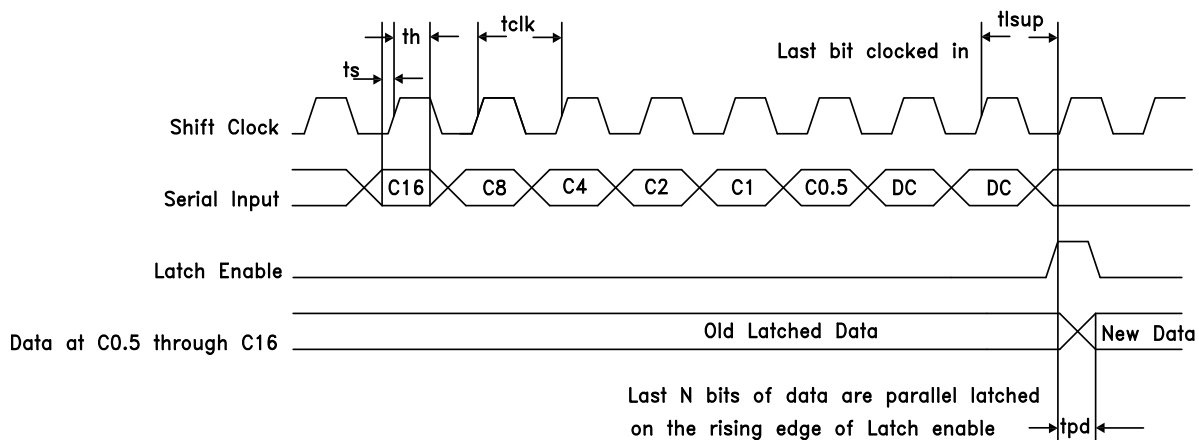 th
tclk
tlsup
Last bit clocked in
ts
Shift Clock
Serial Input
C16
C8
C4
C2
C1
C0.5
DC
DC
Latch Enable
Data at C0.5 through C16
Old Latched Data
New Data
Last N bits of data are parallel latched
on the rising edge of Latch enable
tpd